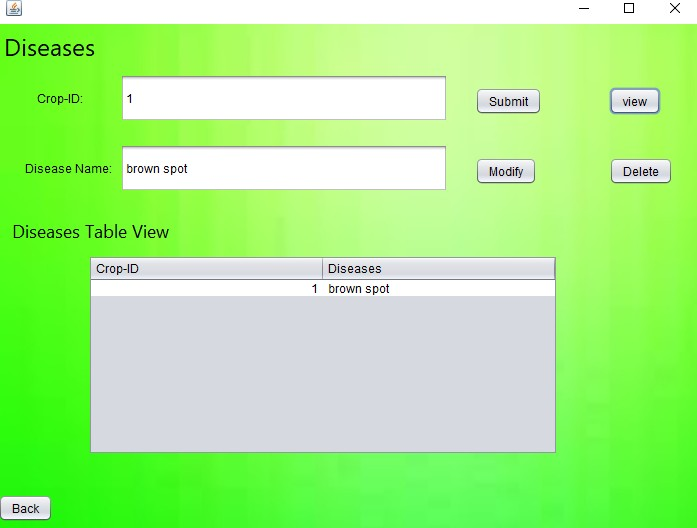 Diseases
Crop-ID: 1 Submit view
Disease Name: brown spot Modify Delete
Diseases Table View
Crop-ID Diseases
1 brown spot
Back